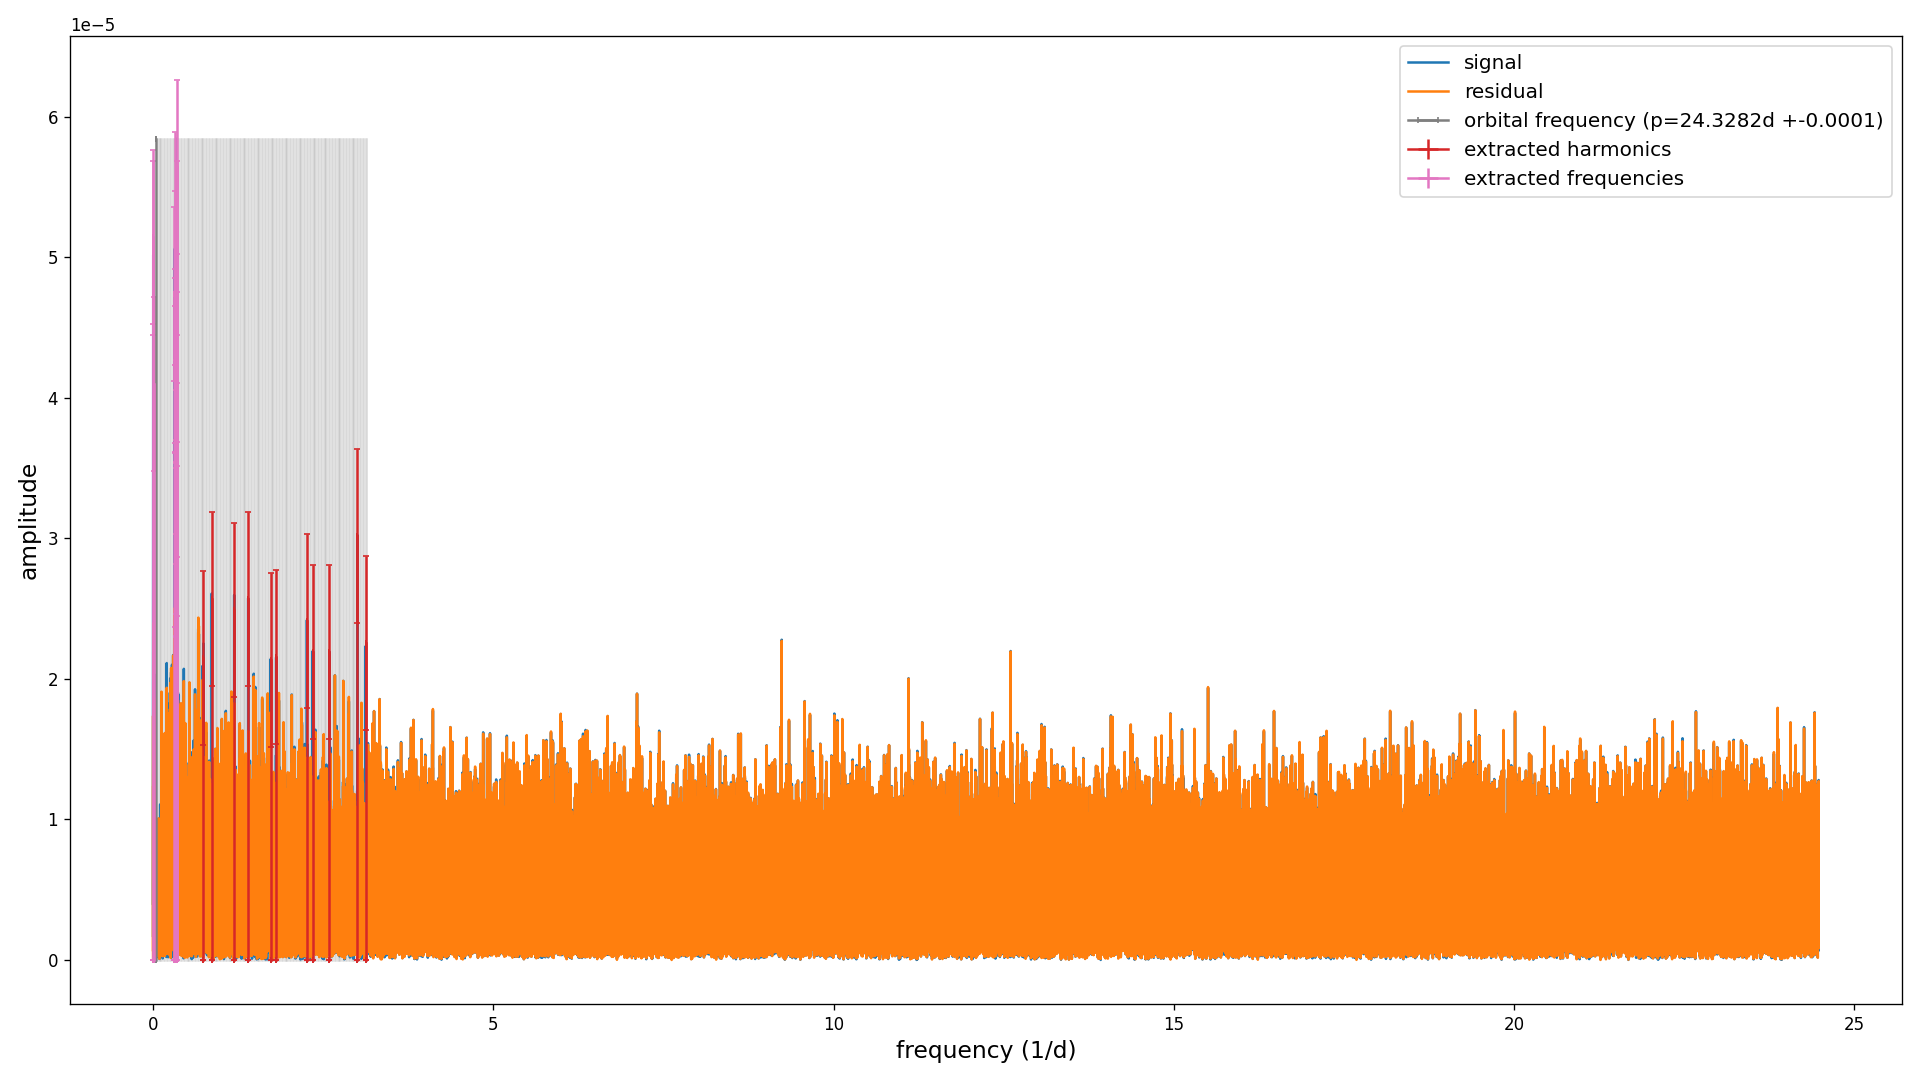 1e−5
signal
residual
orbital frequency (p=24.3282d +-0.0001)
extracted harmonics
extracted frequencies
6
5
4
3
2
1
0
amplitude
0 5 10 15 20 25
frequency (1/d)